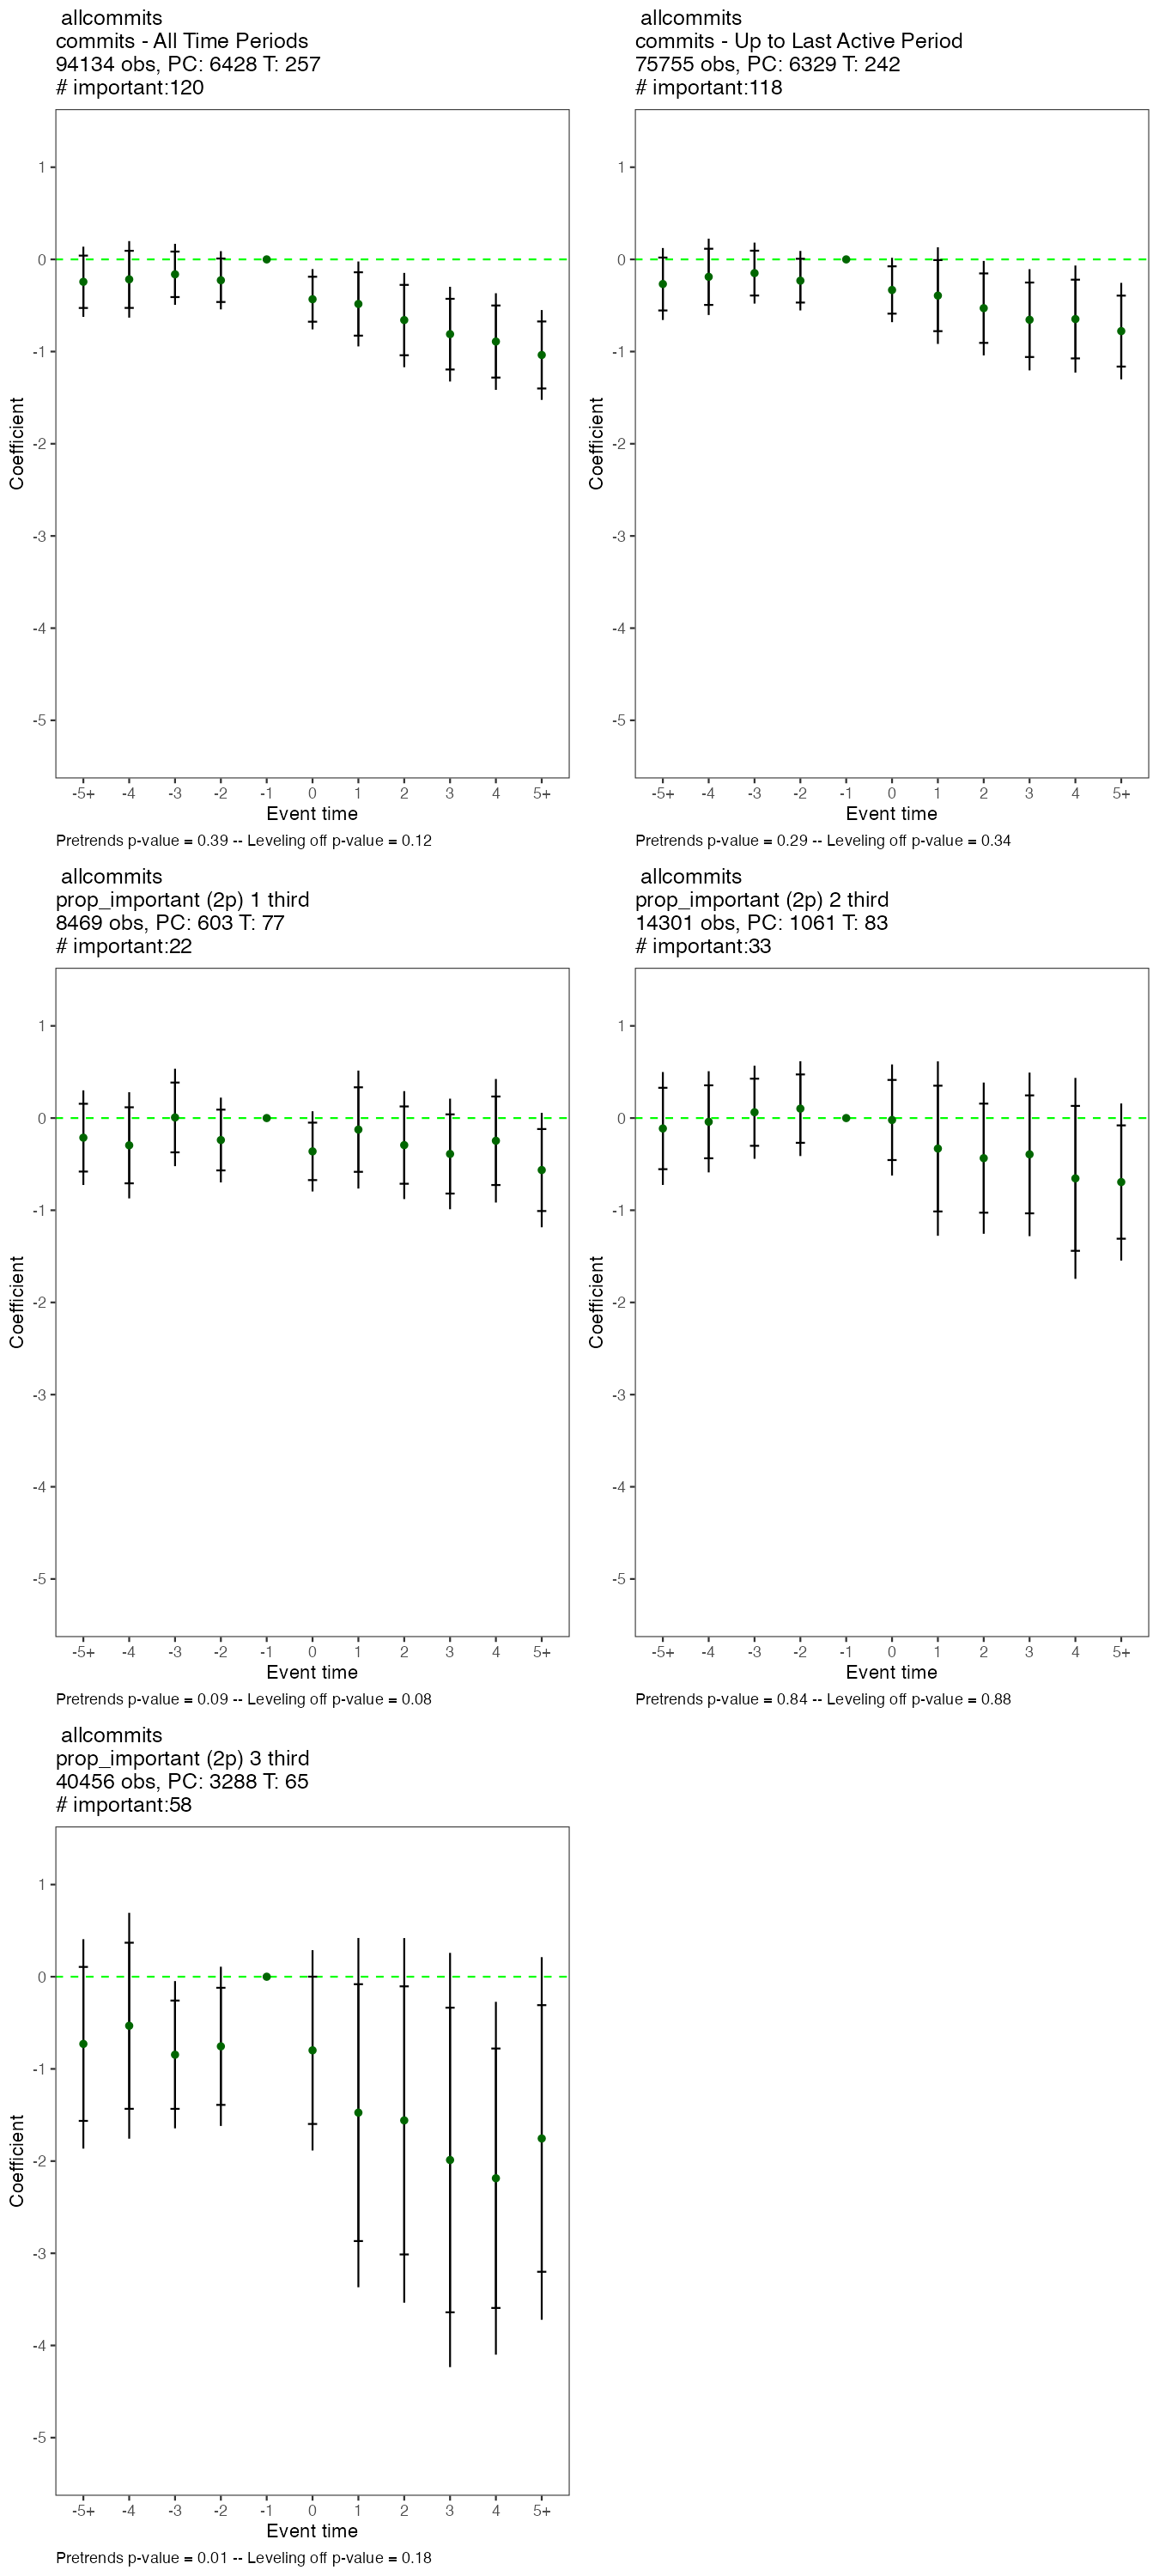 allcommits
commits - All Time Periods
94134 obs, PC: 6428 T: 257
# important:120
1
0
-1
-2
-3
-4
-5
Coefficient
-5+ -4 -3 -2 -1 0 1 2 3 4 5+
Event time
Pretrends p-value = 0.39 -- Leveling off p-value = 0.12
allcommits
commits - Up to Last Active Period
75755 obs, PC: 6329 T: 242
# important:118
1
0
-1
-2
-3
-4
-5
Coefficient
-5+ -4 -3 -2 -1 0 1 2 3 4 5+
Event time
Pretrends p-value = 0.29 -- Leveling off p-value = 0.34
allcommits
prop_important (2p) 1 third
8469 obs, PC: 603 T: 77
# important:22
1
0
-1
-2
-3
-4
-5
Coefficient
-5+ -4 -3 -2 -1 0 1 2 3 4 5+
Event time
Pretrends p-value = 0.09 -- Leveling off p-value = 0.08
allcommits
prop_important (2p) 2 third
14301 obs, PC: 1061 T: 83
# important:33
1
0
-1
-2
-3
-4
-5
Coefficient
-5+ -4 -3 -2 -1 0 1 2 3 4 5+
Event time
Pretrends p-value = 0.84 -- Leveling off p-value = 0.88
allcommits
prop_important (2p) 3 third
40456 obs, PC: 3288 T: 65
# important:58
1
0
-1
-2
-3
-4
-5
Coefficient
-5+ -4 -3 -2 -1 0 1 2 3 4 5+
Event time
Pretrends p-value = 0.01 -- Leveling off p-value = 0.18